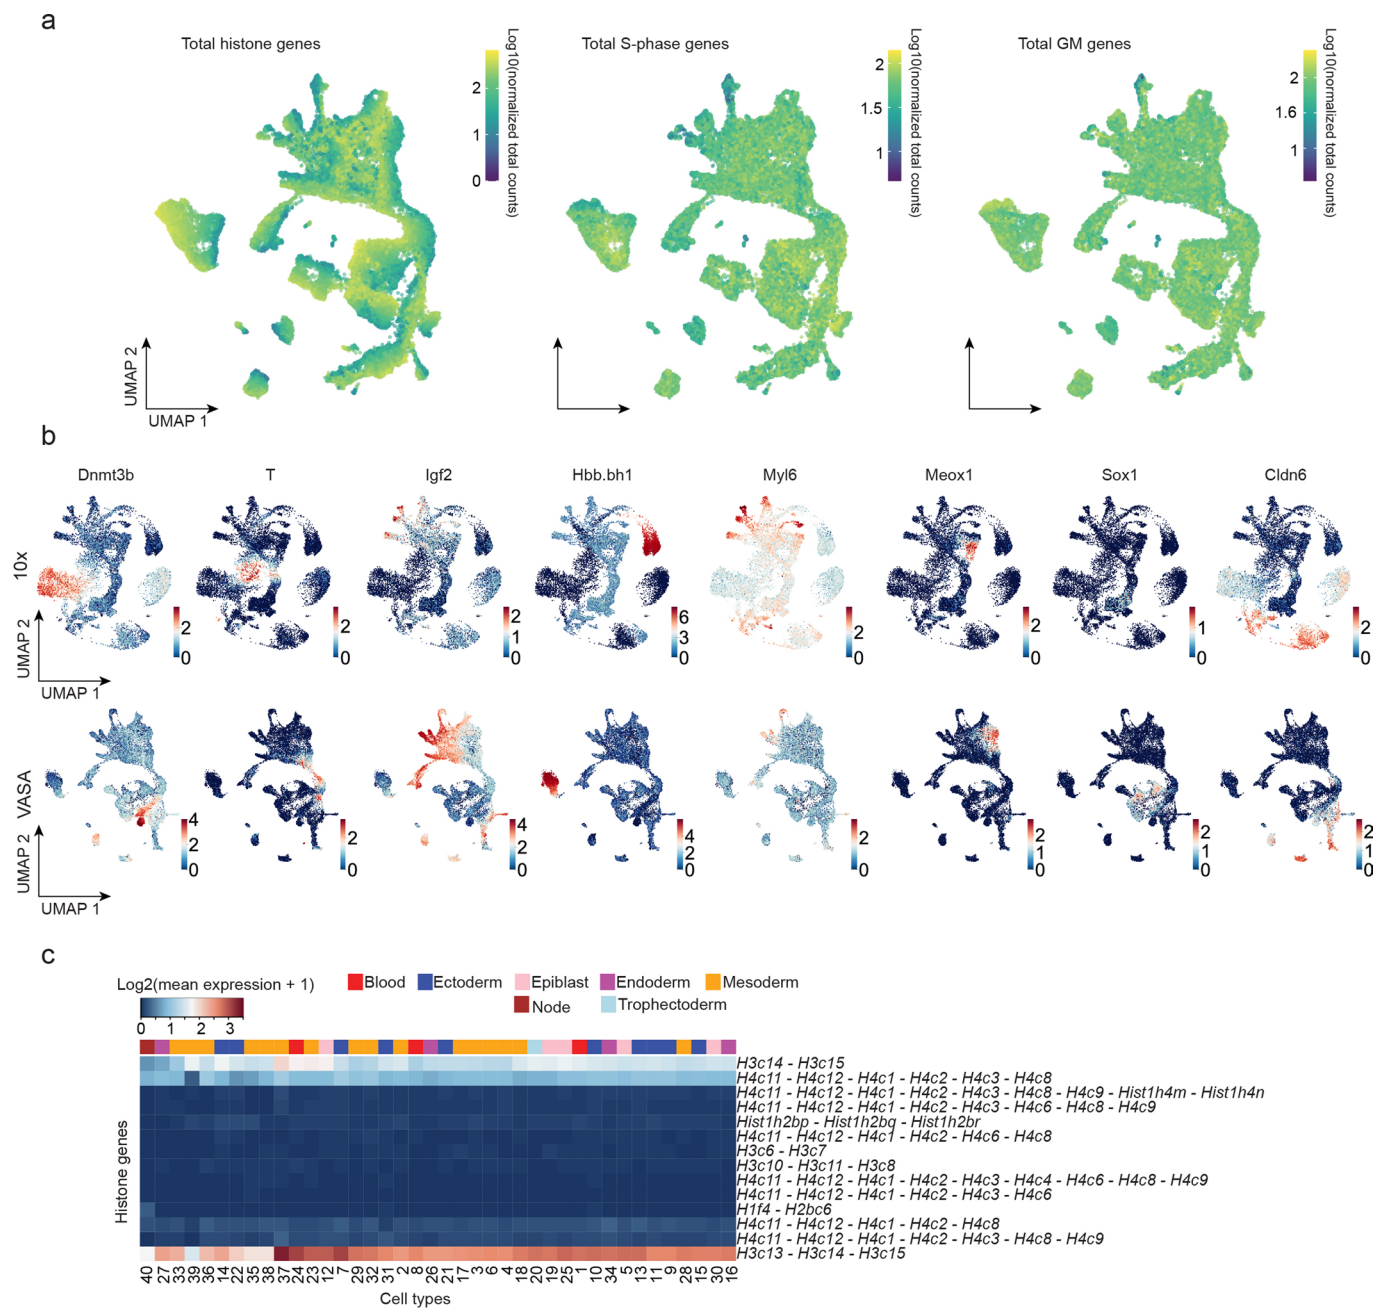 a
Total histone genes
Total S-phase genes
Total GM genes
2
1
0
Log10(normalized total counts)
2
1.5
1
Log10(normalized total counts)
2
1.6
1
Log10(normalized total counts)
UMAP 2
UMAP 1
b
Dnmt3b
T
Igf2
Hbb.bh1
Myl6
Meox1
Sox1
Cldn6
10x
UMAP 2
UMAP 1
2
0
2
0
2
1
0
6
3
0
2
0
2
0
1
0
2
0
VASA
UMAP 2
UMAP 1
4
2
0
2
0
4
2
0
4
2
0
2
0
2
0
2
1
0
2
1
0
c
Log2(mean expression + 1)
0 1 2 3
Blood Ectoderm Epiblast Endoderm Mesoderm
Node Trophectoderm
Histone genes
H3c14 - H3c15
H4c11 - H4c12 - H4c1 - H4c2 - H4c3 - H4c8
H4c11 - H4c12 - H4c1 - H4c2 - H4c3 - H4c8 - H4c9 - Hist1h4m - Hist1h4n
H4c11 - H4c12 - H4c1 - H4c2 - H4c3 - H4c6 - H4c8 - H4c9
Hist1h2bp - Hist1h2bq - Hist1h2br
H4c11 - H4c12 - H4c1 - H4c2 - H4c6 - H4c8
H3c6 - H3c7
H3c10 - H3c11 - H3c8
H4c11 - H4c12 - H4c1 - H4c2 - H4c3 - H4c4 - H4c6 - H4c8 - H4c9
H4c11 - H4c12 - H4c1 - H4c2 - H4c3 - H4c6
H1f4 - H2bc6
H4c11 - H4c12 - H4c1 - H4c2 - H4c8
H4c11 - H4c12 - H4c1 - H4c2 - H4c3 - H4c8 - H4c9
H3c13 - H3c14 - H3c15
40 27 33 39 36 14 22 35 38 37 24 23 12 7 29 32 31 2 8 26 21 17 3 6 4 18 20 19 25 1 10 34 5 13 11 9 28 15 30 16
Cell types